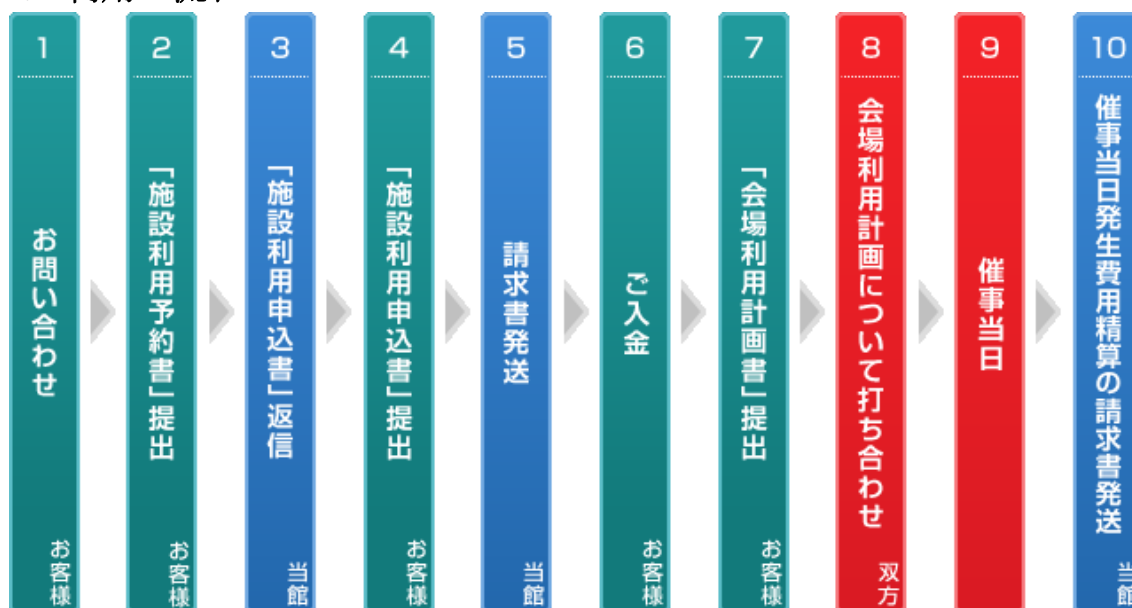 1
お問い合わせ
お客様
2
「施設利用予約書」提出
お客様
3
「施設利用申込書」返信
当館
4
「施設利用申込書」提出
お客様
5
請求書発送
当館
6
ご入金
お客様
7
「会場利用計画書」提出
お客様
8
会場利用計画について打ち合わせ
双方
9
催事当日
10
催事当日発生費用精算の請求書発送
当館